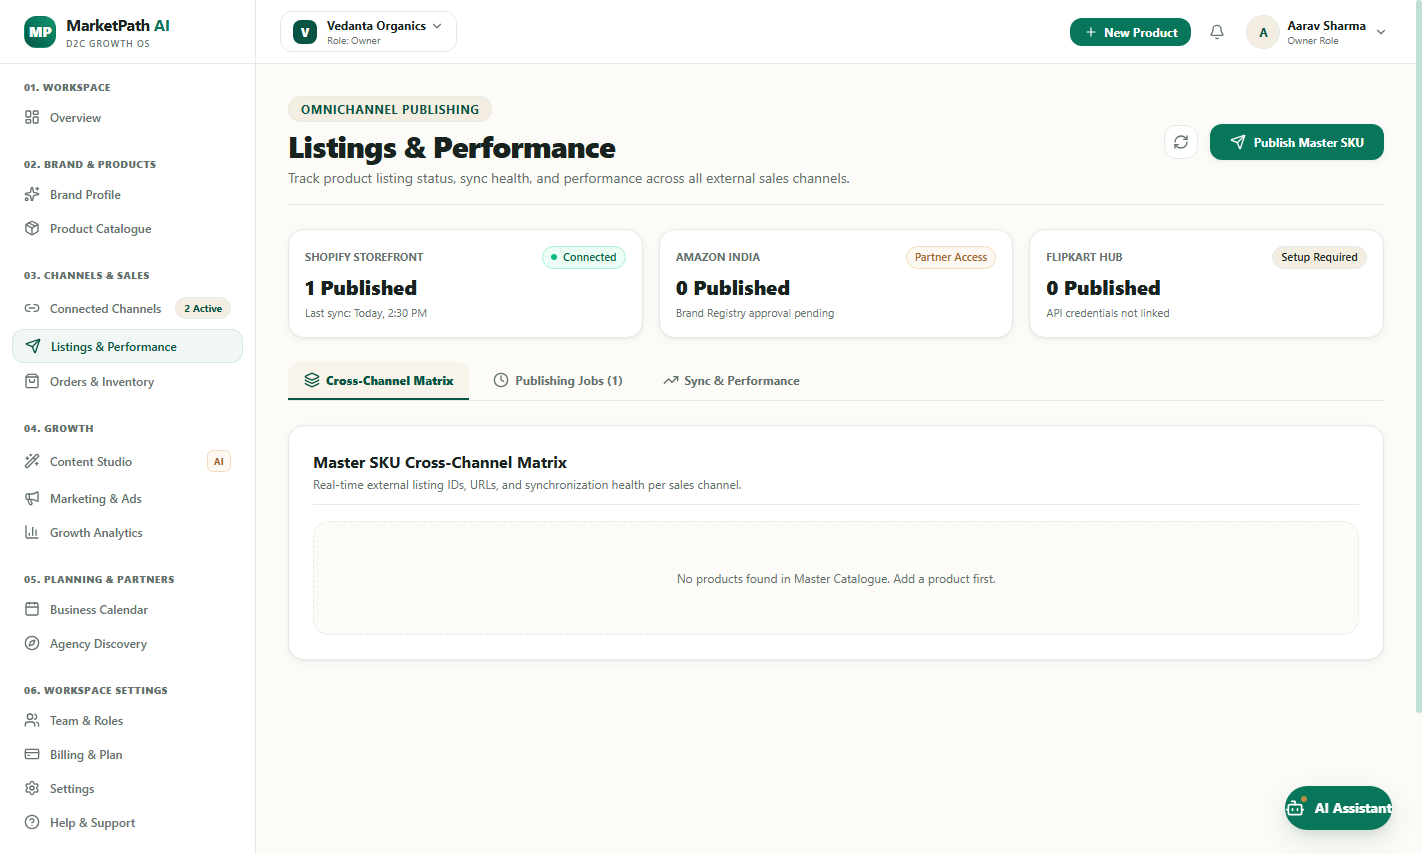 MP
MarketPath AI
D2C GROWTH OS
01. WORKSPACE
Overview
02. BRAND & PRODUCTS
Brand Profile
Product Catalogue
03. CHANNELS & SALES
Connected Channels
2 Active
Listings & Performance
Orders & Inventory
04. GROWTH
Content Studio
AI
Marketing & Ads
Growth Analytics
05. PLANNING & PARTNERS
Business Calendar
Agency Discovery
06. WORKSPACE SETTINGS
Team & Roles
Billing & Plan
Settings
Help & Support
V
Vedanta Organics
Role: Owner
New Product
A
Aarav Sharma
Owner Role
OMNICHANNEL PUBLISHING
Listings & Performance
Track product listing status, sync health, and performance across all external sales channels.
Publish Master SKU
SHOPIFY STOREFRONT
Connected
1 Published
Last sync: Today, 2:30 PM
AMAZON INDIA
Partner Access
0 Published
Brand Registry approval pending
FLIPKART HUB
Setup Required
0 Published
API credentials not linked
Cross-Channel Matrix
Publishing Jobs (1)
Sync & Performance
Master SKU Cross-Channel Matrix
Real-time external listing IDs, URLs, and synchronization health per sales channel.
No products found in Master Catalogue. Add a product first.
AI Assistant